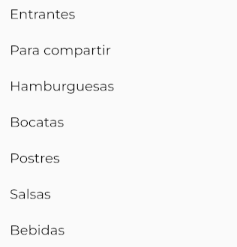 Entrantes
Para compartir
Hamburguesas
Bocatas
Postres
Salsas
Bebidas